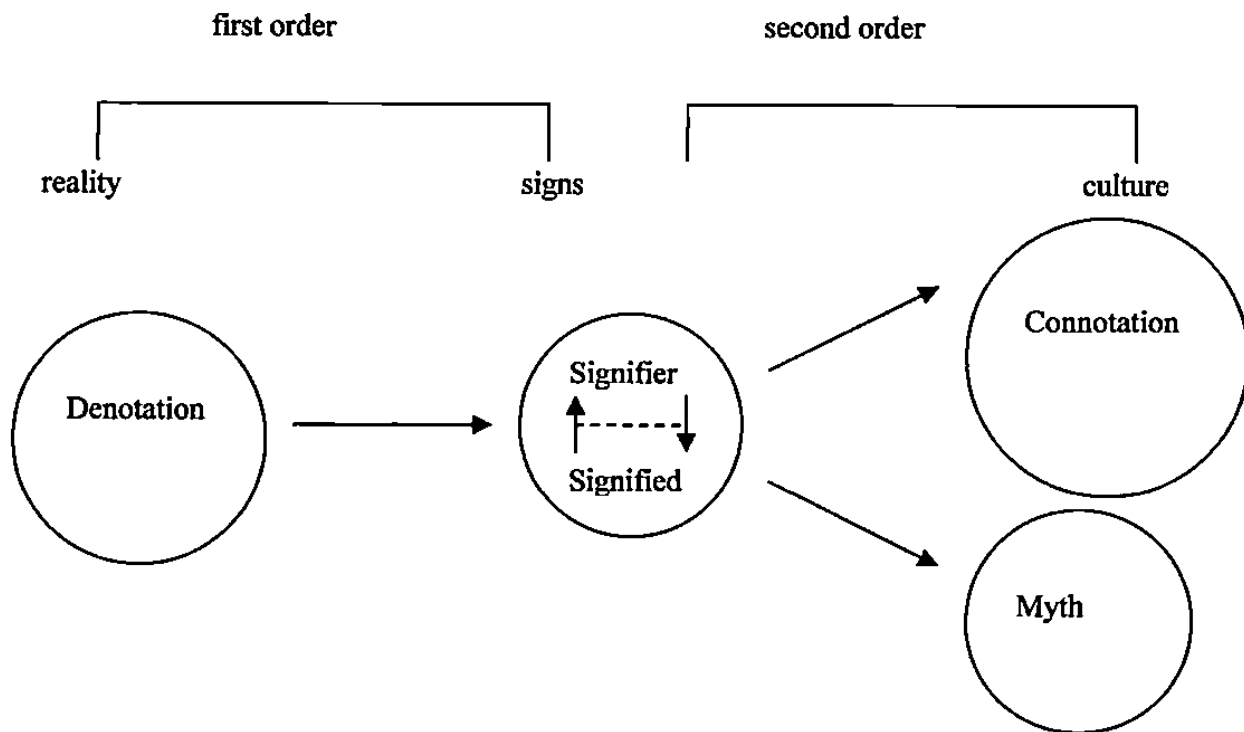 first order
second order
reality
signs
culture
Denotation
Signifier
Signified
Connotation
Myth